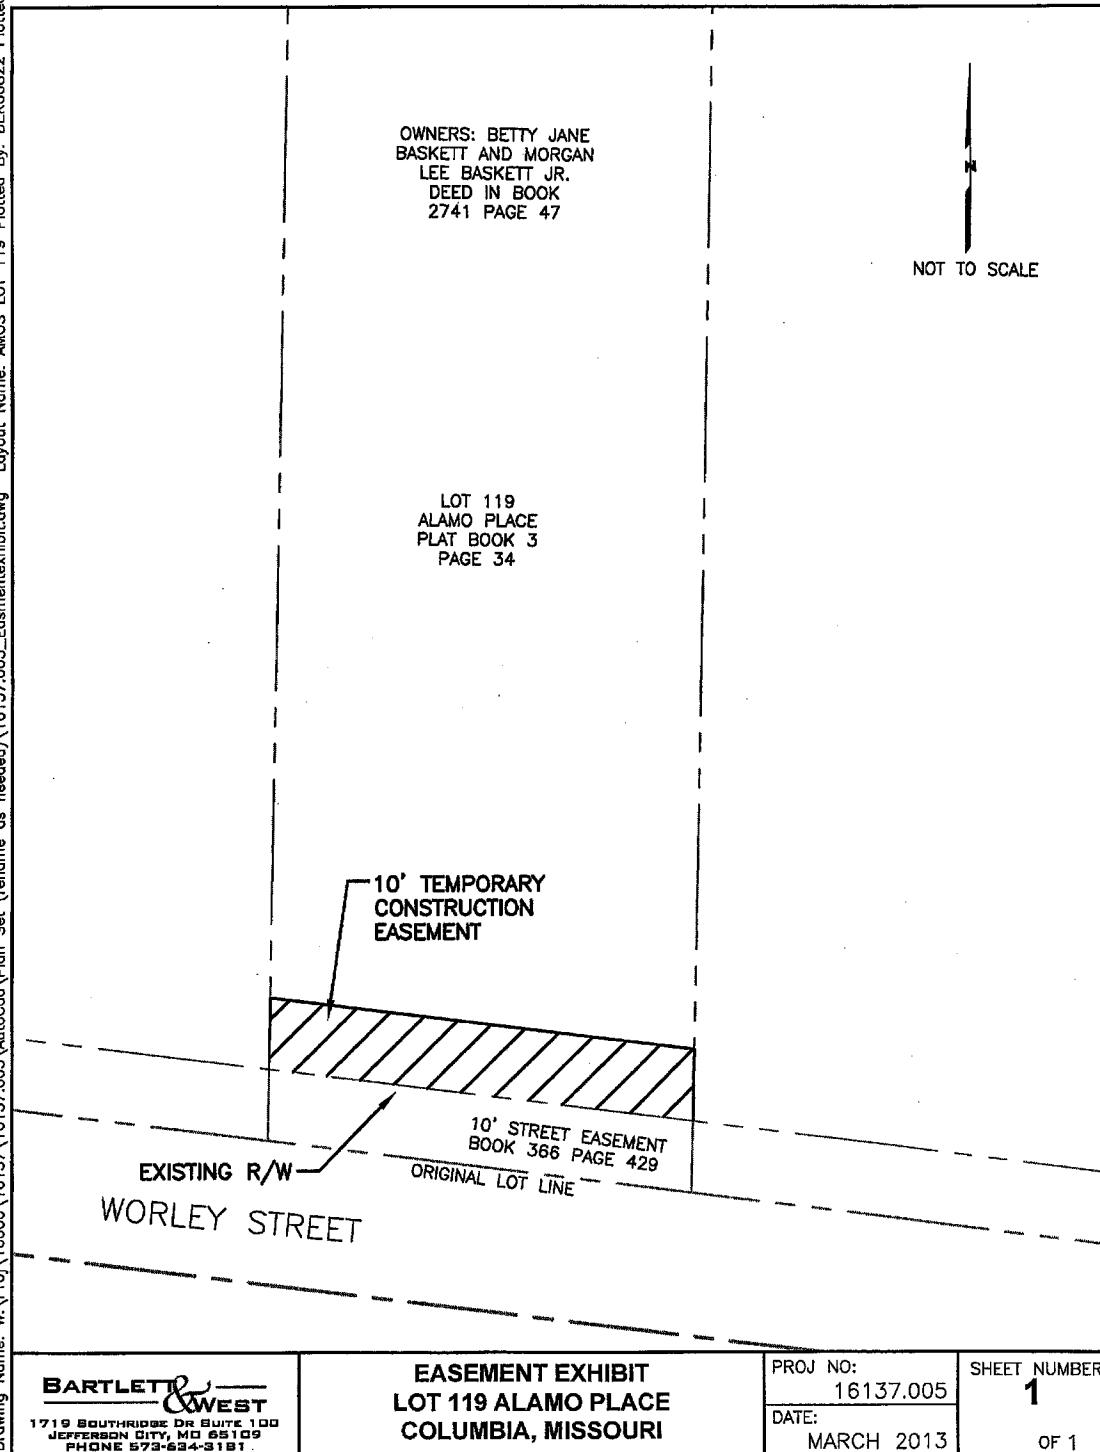 OWNERS: BETTY JANE
BASKETT AND MORGAN
LEE BASKETT JR.
DEED IN BOOK
2741 PAGE 47
N
NOT TO SCALE
LOT 119
ALAMO PLACE
PLAT BOOK 3
PAGE 34
10' TEMPORARY
CONSTRUCTION
EASEMENT
10' STREET EASEMENT
BOOK 366 PAGE 429
EXISTING R/W
ORIGINAL LOT LINE
WORLEY STREET
BARTLETT
& WEST
1719 SOUTHRIDGE DR SUITE 100
JEFFERSON CITY, MO 65109
PHONE 573-634-3181
EASEMENT EXHIBIT
LOT 119 ALAMO PLACE
COLUMBIA, MISSOURI
PROJ NO:
16137.005
DATE:
MARCH 2013
SHEET NUMBER
1
OF 1